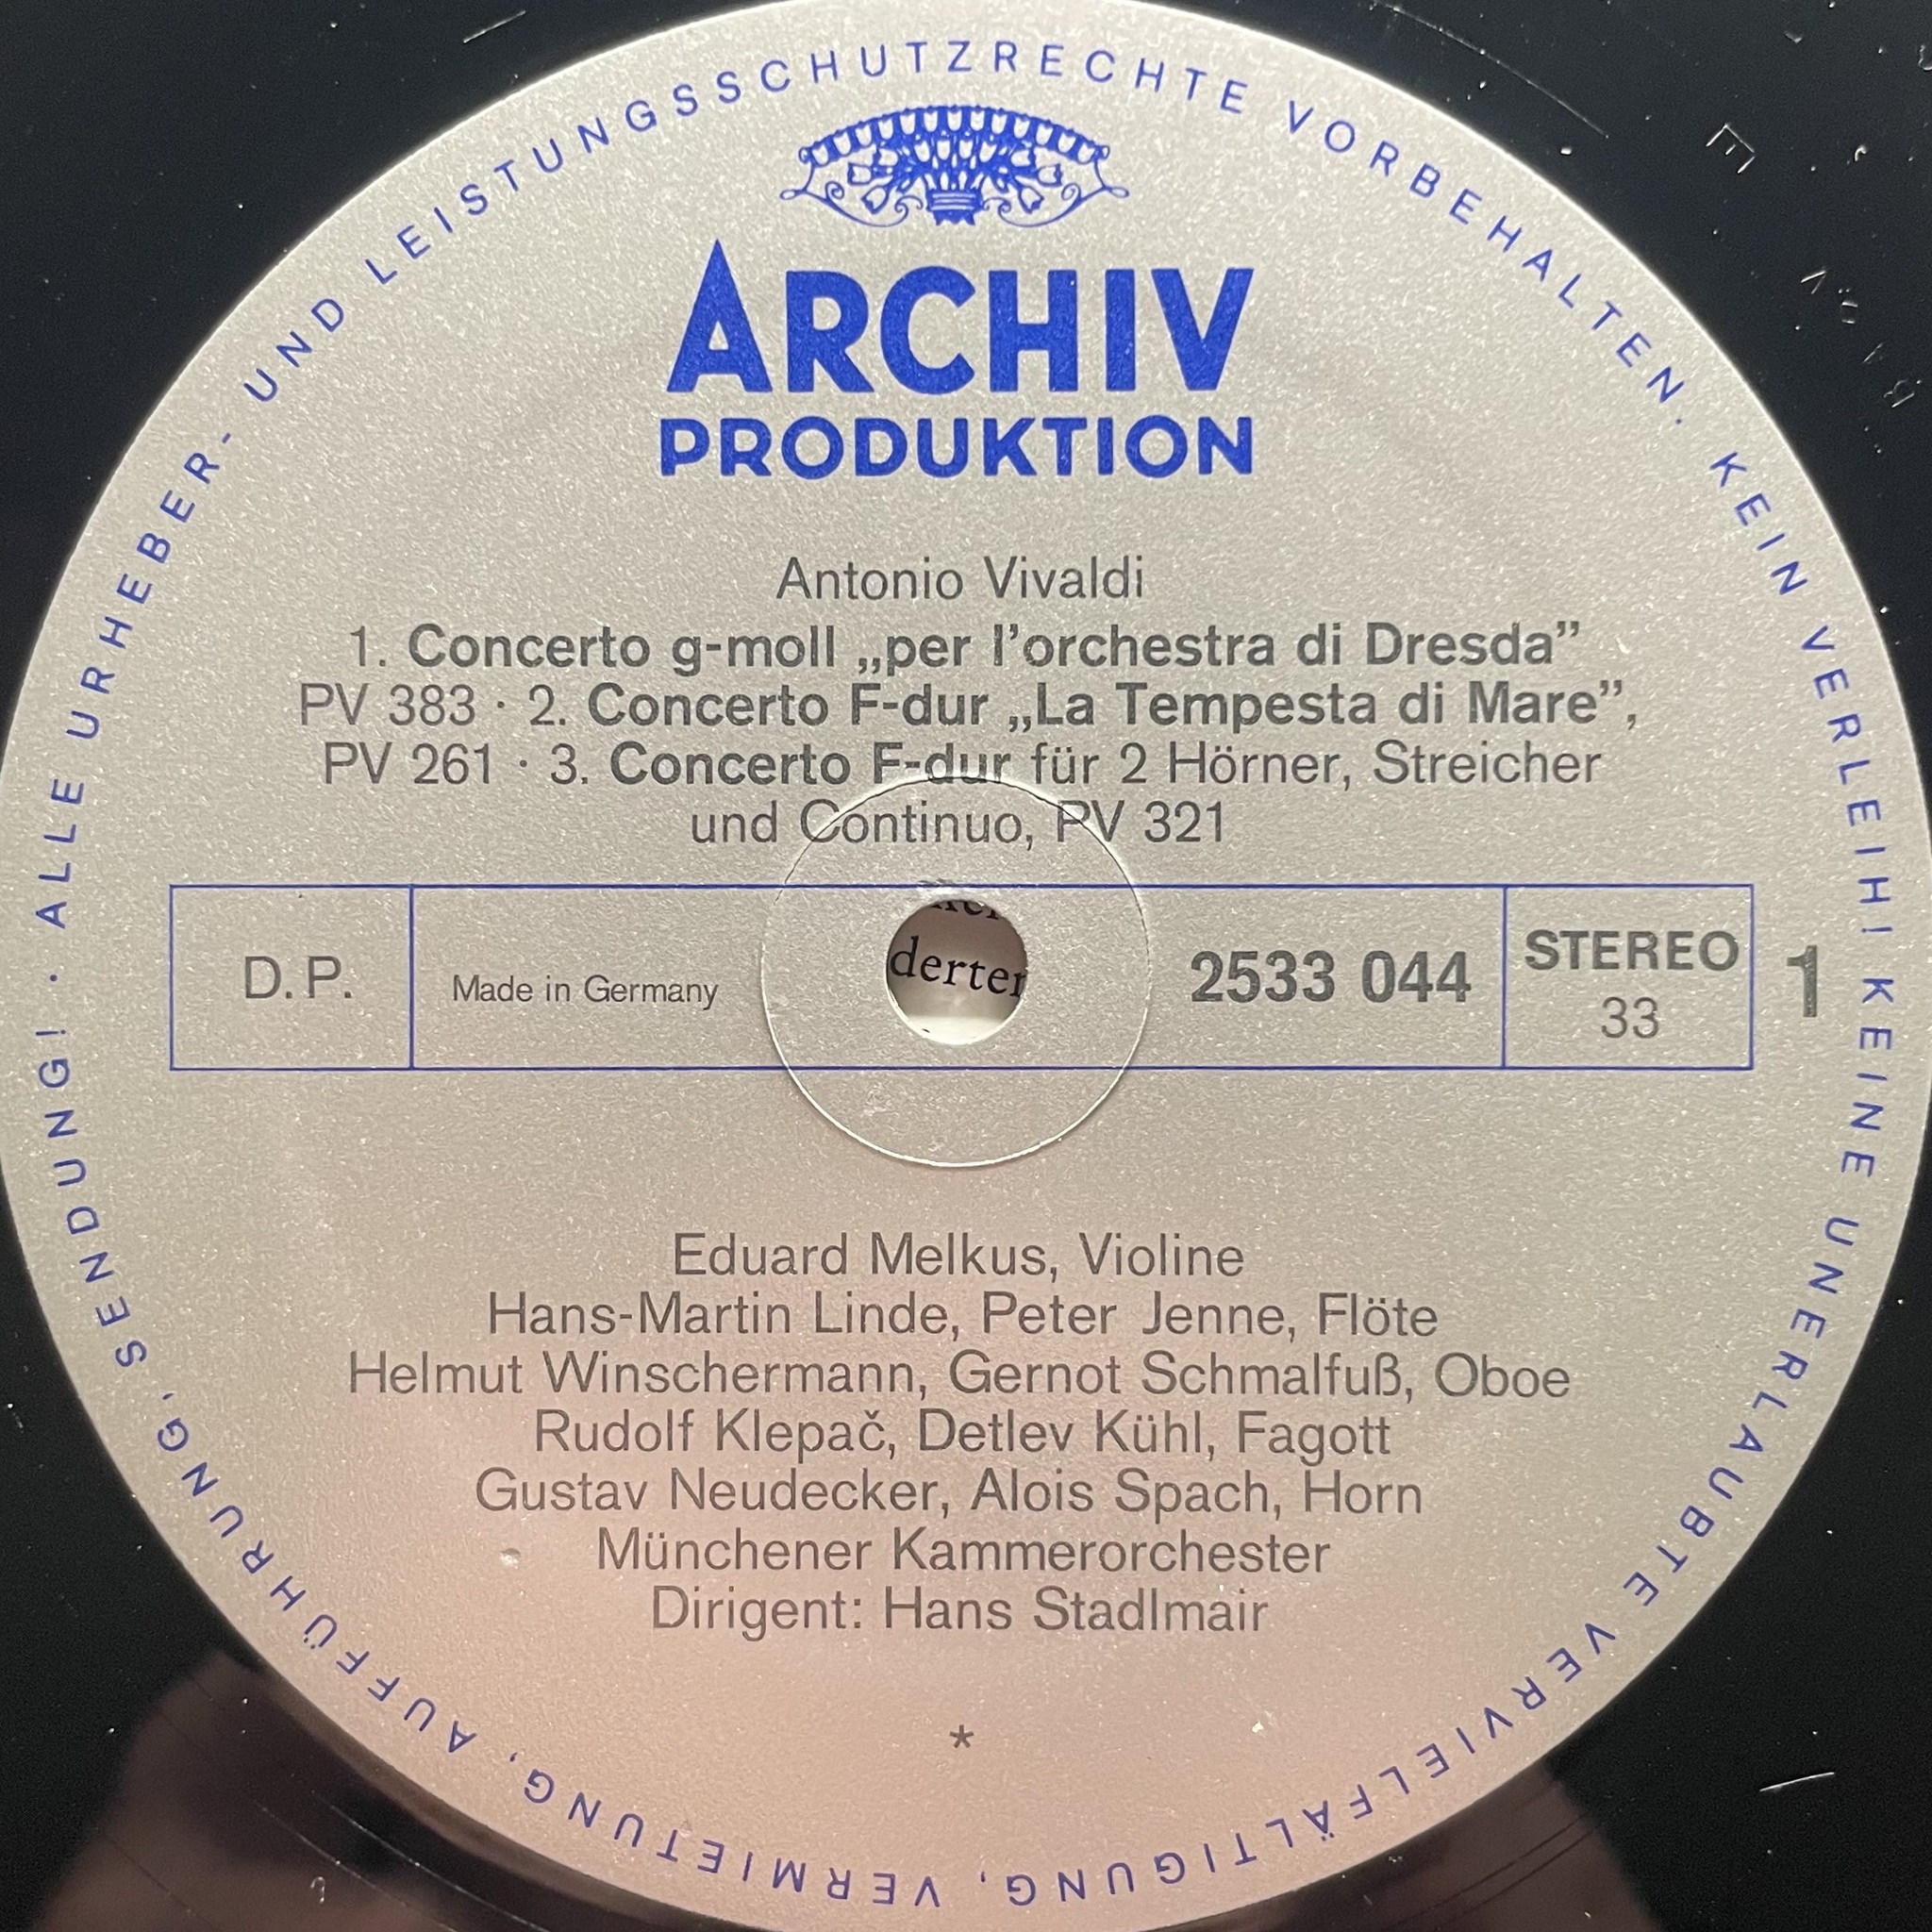 ALLE URHEBER- UND LEISTUNGSSCHUTZRECHTE VORBEHALTEN. KEIN VERLEIH! KEINE UNERLAUBTE VERVIELFÄLTIGUNG, VERMIETUNG, AUFFÜHRUNG, SENDUNG! ·
ARCHIV
PRODUKTION
Antonio Vivaldi
1. Concerto g-moll „per l’orchestra di Dresda”
PV 383 · 2. Concerto F-dur „La Tempesta di Mare”,
PV 261 · 3. Concerto F-dur für 2 Hörner, Streicher
und Continuo, PV 321
D.P.
Made in Germany
derter
2533 044
STEREO
33
1
Eduard Melkus, Violine
Hans-Martin Linde, Peter Jenne, Flöte
Helmut Winschermann, Gernot Schmalfuß, Oboe
Rudolf Klepač, Detlev Kühl, Fagott
Gustav Neudecker, Alois Spach, Horn
Münchener Kammerorchester
Dirigent: Hans Stadlmair
*